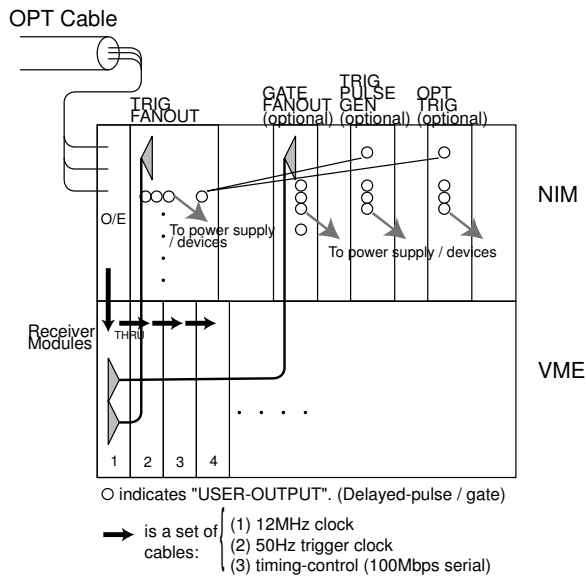 OPT Cable
TRIG
FANOUT
GATE
FANOUT
(optional)
TRIG
PULSE
GEN
(optional)
OPT
TRIG
(optional)
O/E
To power supply
/ devices
To power supply / devices
NIM
Receiver
Modules
THRU
VME
1 2 3 4
O indicates "USER-OUTPUT". (Delayed-pulse / gate)
is a set of
cables:
(1) 12MHz clock
(2) 50Hz trigger clock
(3) timing-control (100Mbps serial)